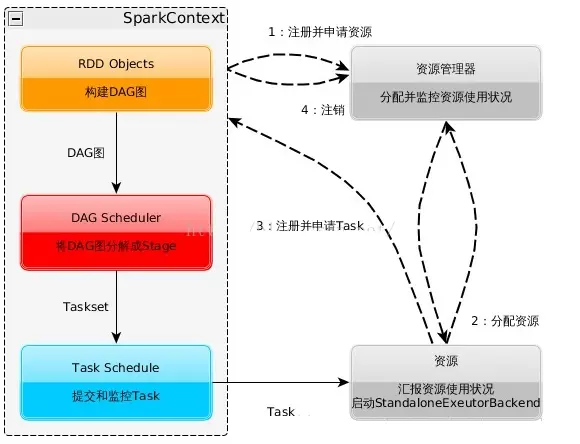 SparkContext
1：注册并申请资源
RDD Objects
构建DAG图
资源管理器
分配并监控资源使用状况
4：注销
DAG图
DAG Scheduler
将DAG图分解成Stage
3：注册并申请Task
Taskset
2：分配资源
Task Schedule
提交和监控Task
资源
汇报资源使用状况
启动StandaloneExeutorBackend
Task